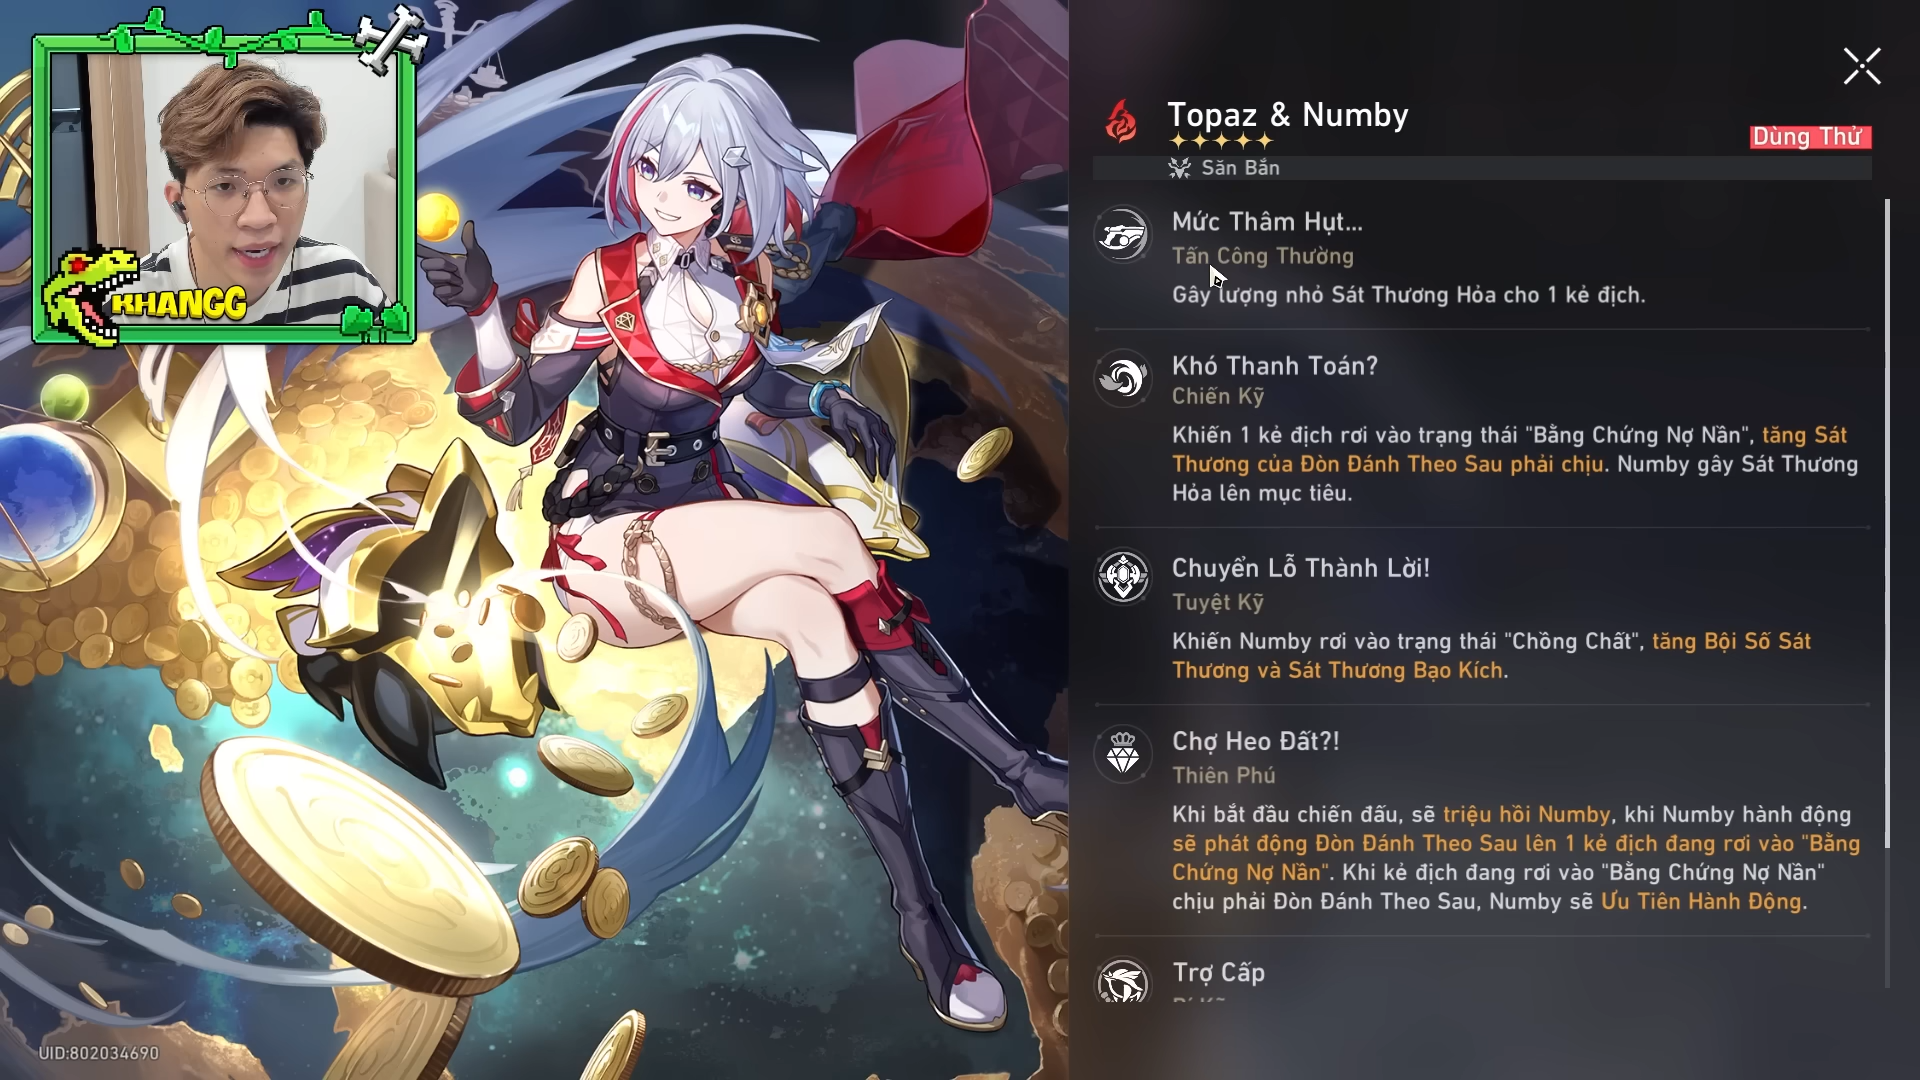 KHANGG
Topaz & Numby
Dùng Thử
Săn Bắn
Mức Thâm Hụt...
Tấn Công Thường
Gây lượng nhỏ Sát Thương Hỏa cho 1 kẻ địch.
Khó Thanh Toán?
Chiến Kỹ
Khiến 1 kẻ địch rơi vào trạng thái "Bằng Chứng Nợ Nần", tăng Sát
Thương của Đòn Đánh Theo Sau phải chịu. Numby gây Sát Thương
Hỏa lên mục tiêu.
Chuyển Lỗ Thành Lời!
Tuyệt Kỹ
Khiến Numby rơi vào trạng thái "Chồng Chất", tăng Bội Số Sát
Thương và Sát Thương Bạo Kích.
Chợ Heo Đất?!
Thiên Phú
Khi bắt đầu chiến đấu, sẽ triệu hồi Numby, khi Numby hành động
sẽ phát động Đòn Đánh Theo Sau lên 1 kẻ địch đang rơi vào "Bằng
Chứng Nợ Nần". Khi kẻ địch đang rơi vào "Bằng Chứng Nợ Nần"
chịu phải Đòn Đánh Theo Sau, Numby sẽ Ưu Tiên Hành Động.
Trợ Cấp
UID:802034690